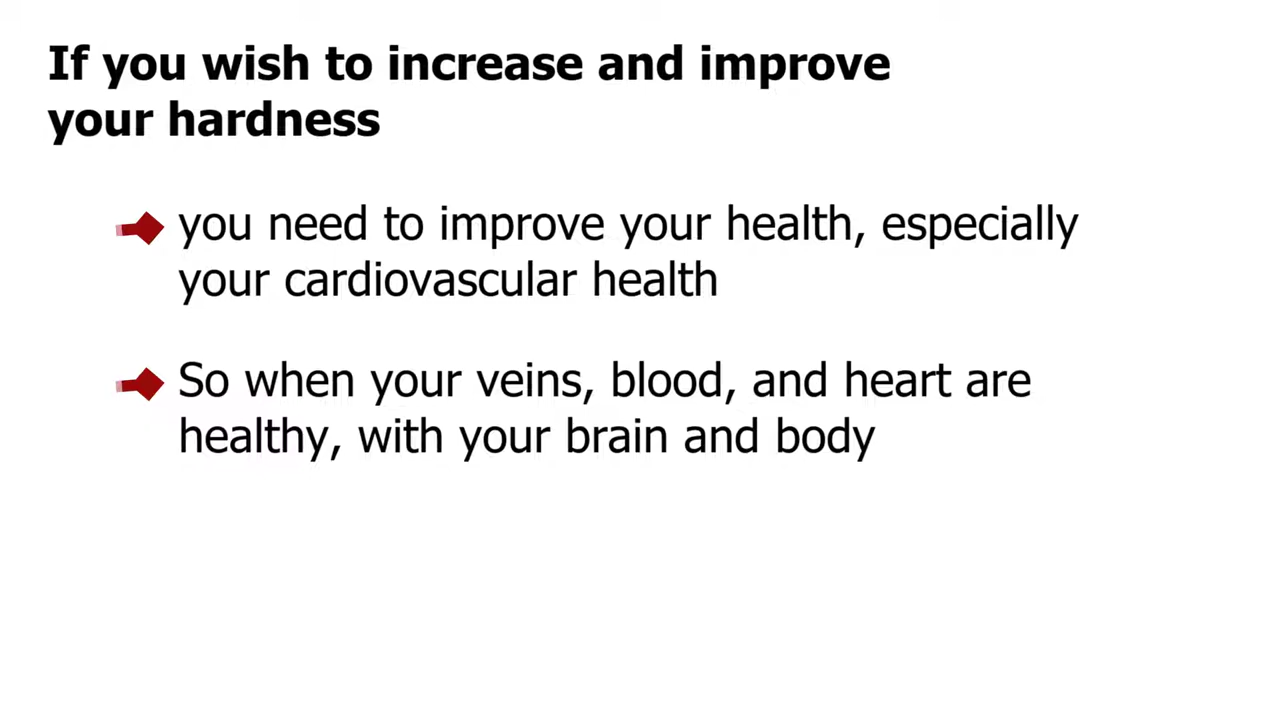 If you wish to increase and improve
your hardness
you need to improve your health, especially
your cardiovascular health
So when your veins, blood, and heart are
healthy, with your brain and body